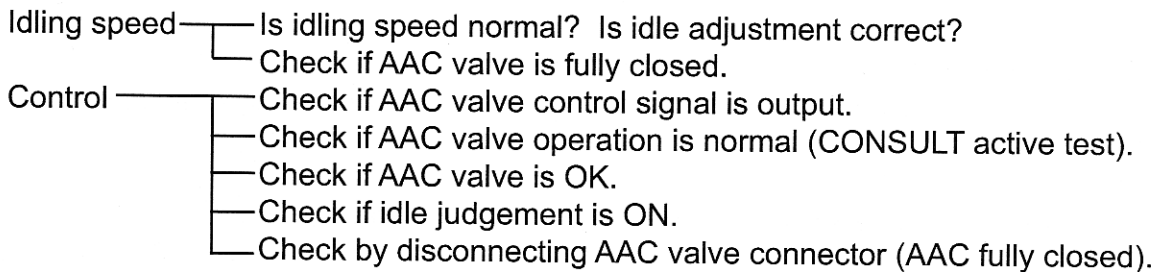 Idling speed Is idling speed normal? Is idle adjustment correct?
Check if AAC valve is fully closed.
Control Check if AAC valve control signal is output.
Check if AAC valve operation is normal (CONSULT active test).
Check if AAC valve is OK.
Check if idle judgement is ON.
Check by disconnecting AAC valve connector (AAC fully closed).